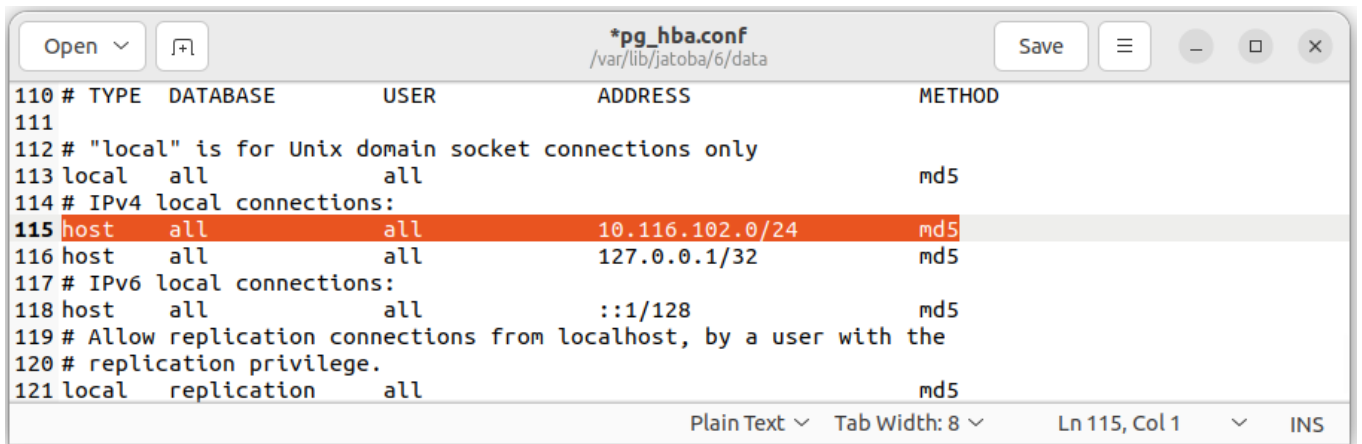 Open
*pg_hba.conf
/var/lib/jatoba/6/data
Save
110 # TYPE  DATABASE        USER            ADDRESS                 METHOD
111
112 # "local" is for Unix domain socket connections only
113 local   all             all                                     md5
114 # IPv4 local connections:
115 host    all             all             10.116.102.0/24         md5
116 host    all             all             127.0.0.1/32            md5
117 # IPv6 local connections:
118 host    all             all             ::1/128                 md5
119 # Allow replication connections from localhost, by a user with the
120 # replication privilege.
121 local   replication     all                                     md5
Plain Text  Tab Width: 8  Ln 115, Col 1  INS